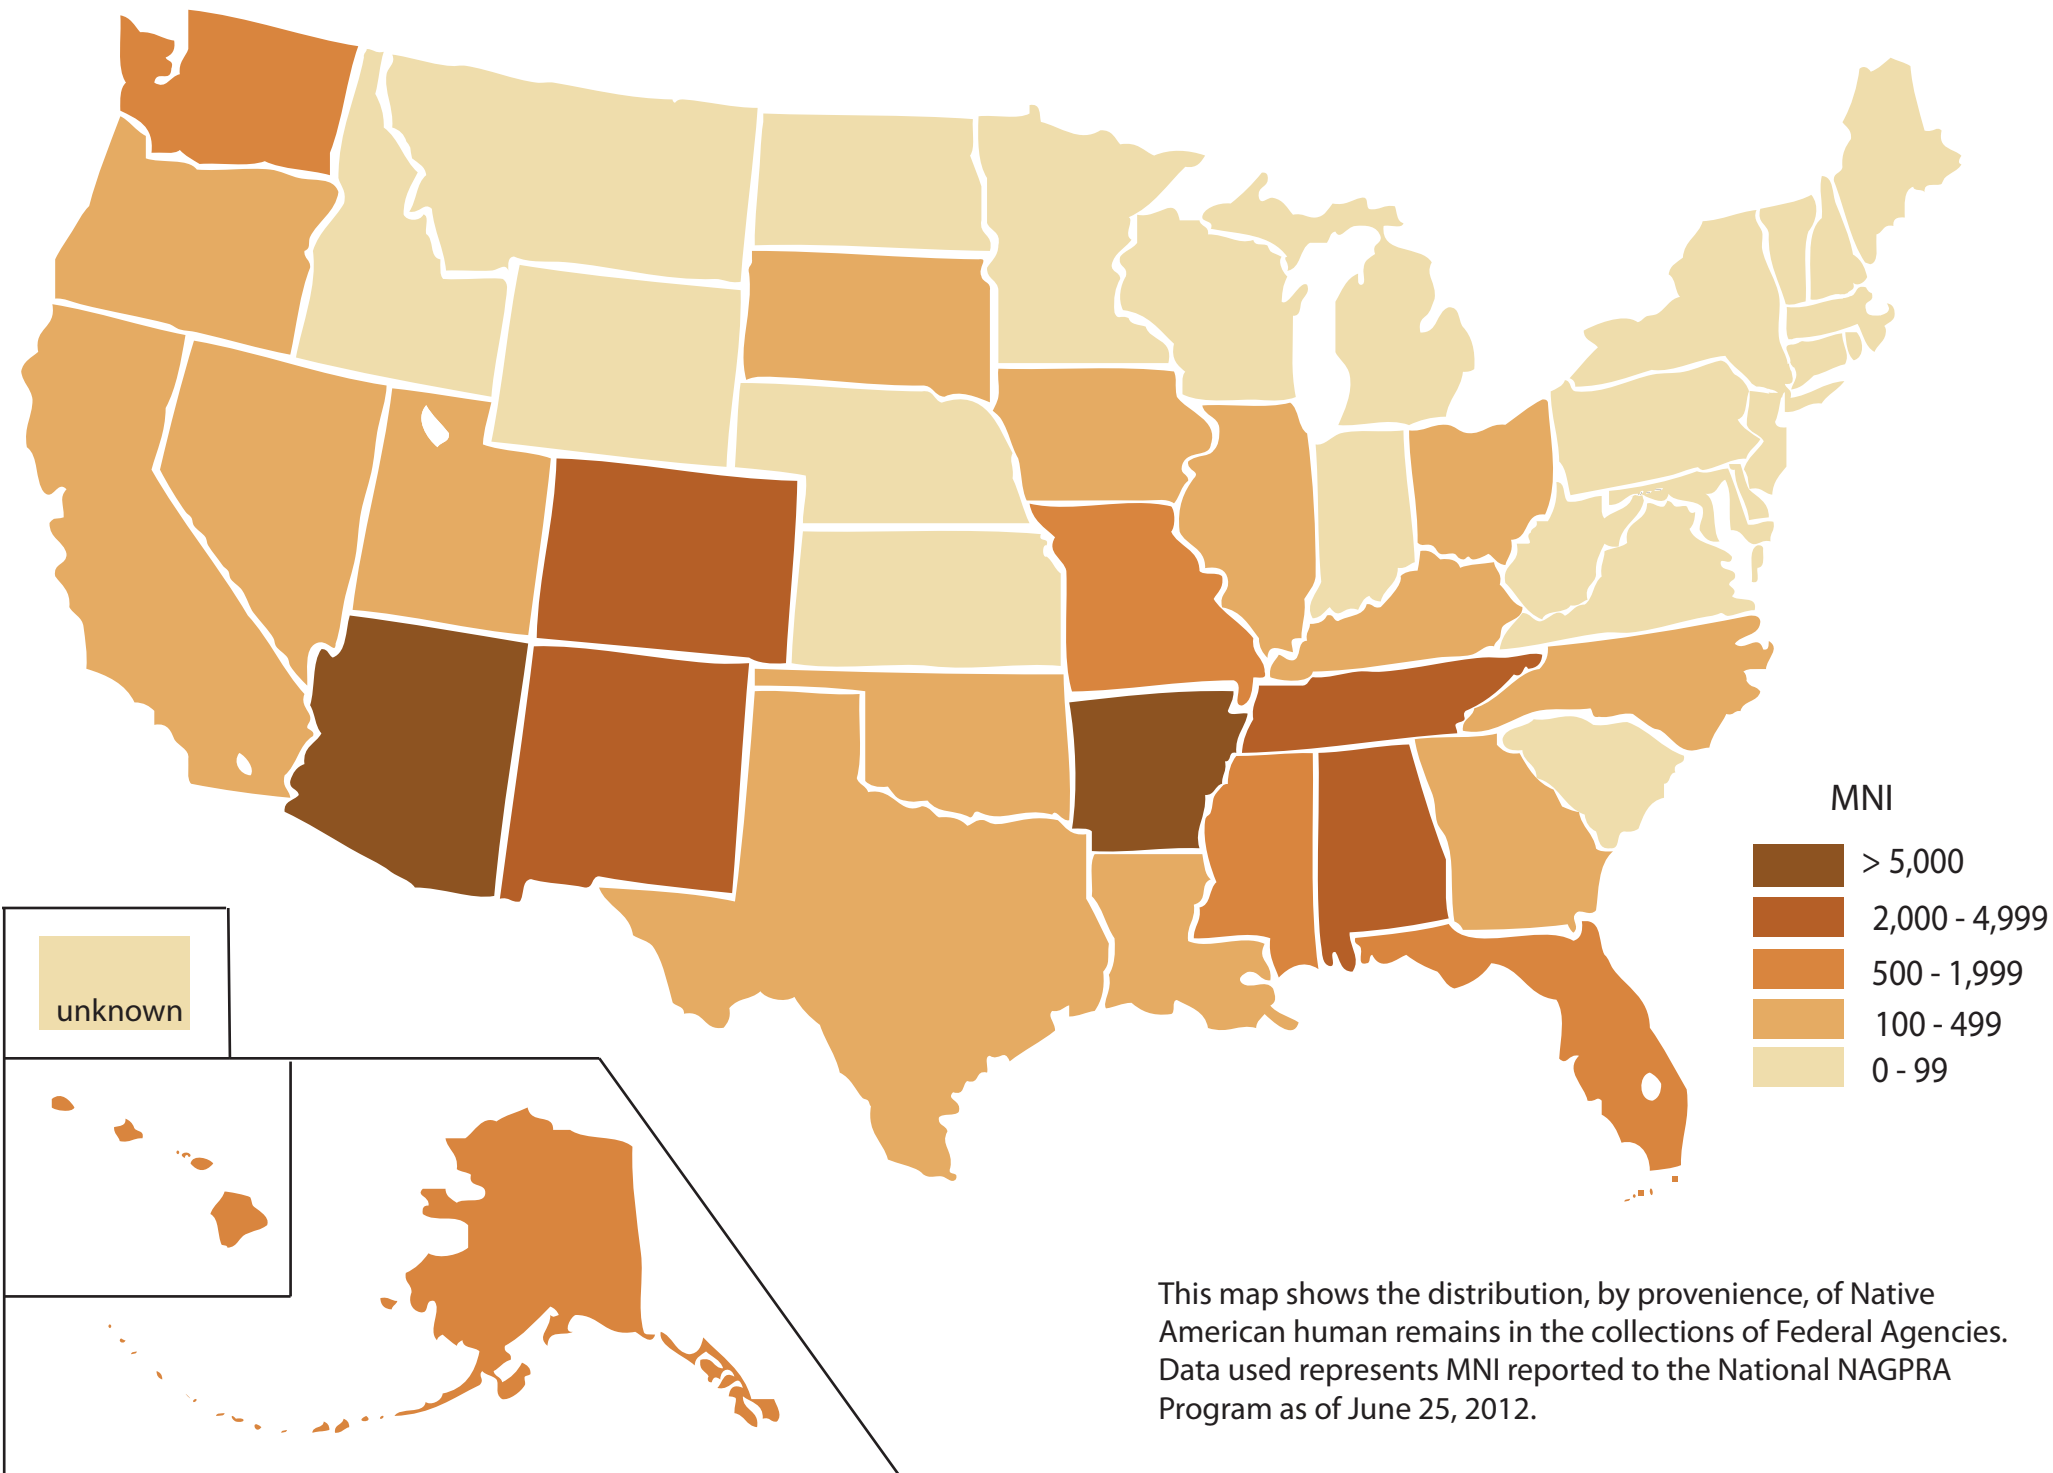 MNI
> 5,000
2,000 - 4,999
500 - 1,999
100 - 499
0 - 99
unknown
This map shows the distribution, by provenience, of Native
American human remains in the collections of Federal Agencies.
Data used represents MNI reported to the National NAGPRA
Program as of June 25, 2012.